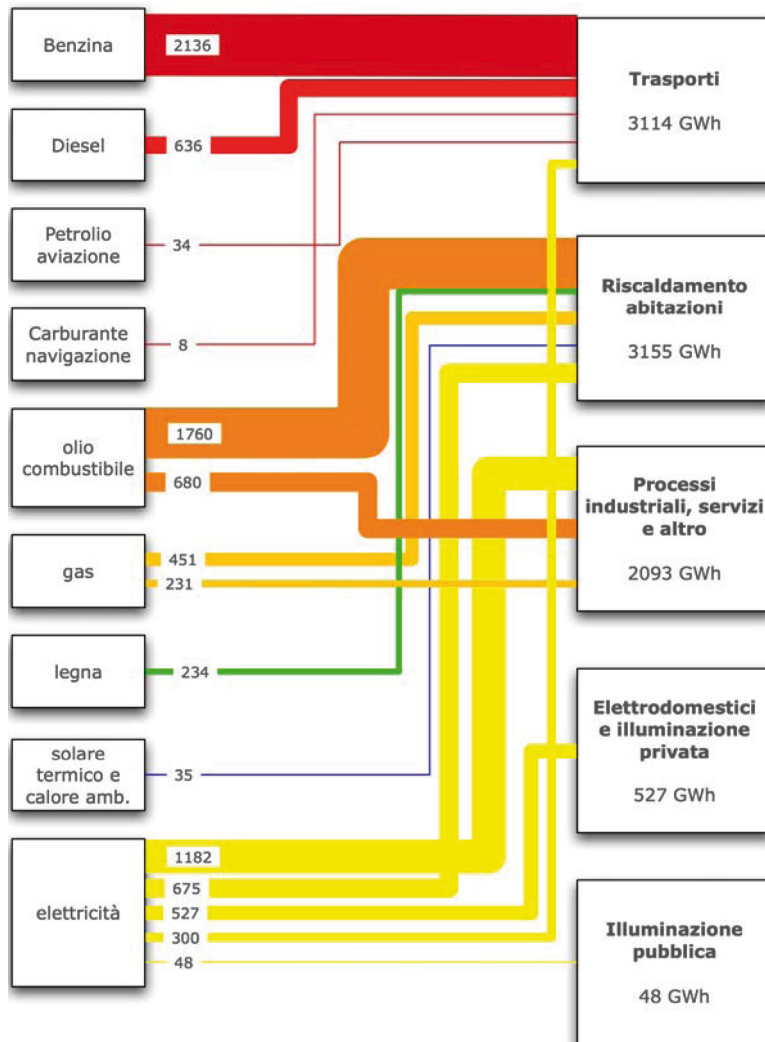 Benzina
2136
Trasporti
3114 GWh
Diesel
636
Petrolio
aviazione
34
Carburante
navigazione
8
Riscaldamento
abitazioni
3155 GWh
olio
combustibile
1760
680
Processi
industriali, servizi
e altro
2093 GWh
gas
451
231
legna
234
Elettrodomestici
e illuminazione
privata
527 GWh
solare
termico e
calore amb.
35
elettricità
1182
675
527
300
48
Illuminazione
pubblica
48 GWh